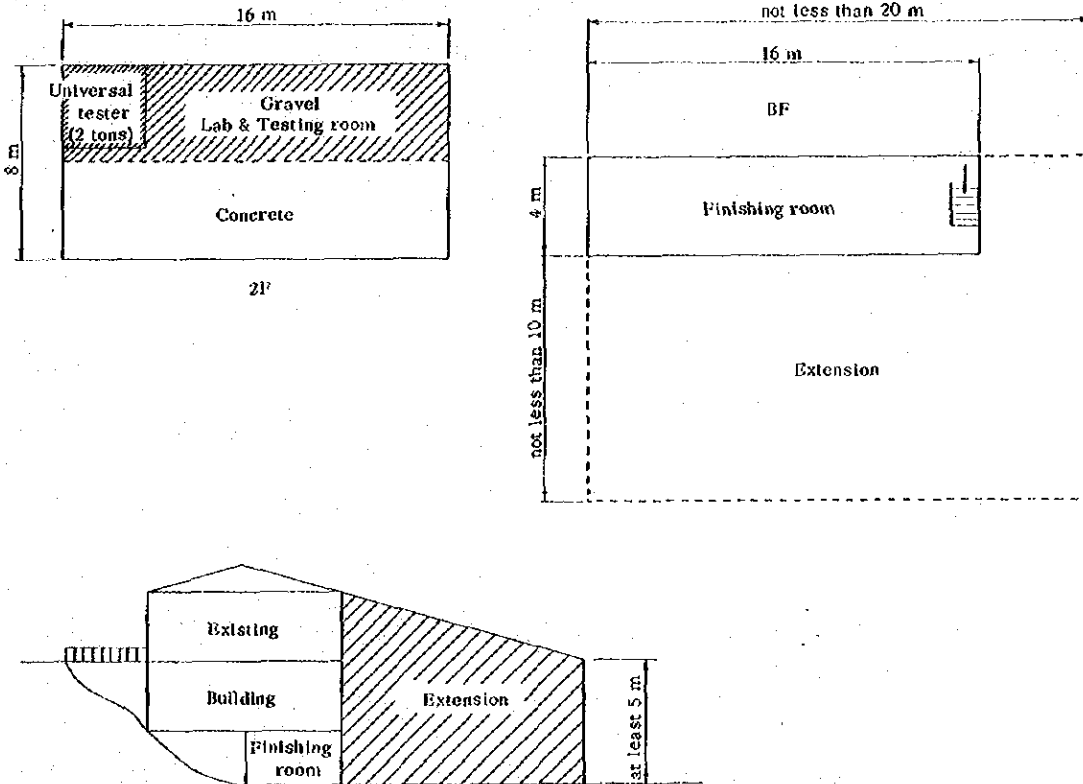 16 m
8 m
Universal
tester
(2 tons)
Gravel
Lab & Testing room
Concrete
2F
not less than 20 m
16 m
BF
4 m
Finishing room
not less than 10 m
Extension
Existing
Building
Finishing
room
Extension
at least 5 m